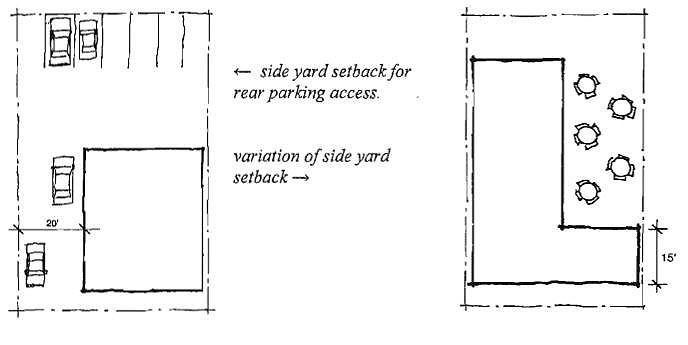 ← side yard setback for
rear parking access.
variation of side yard
setback →
20'
15'